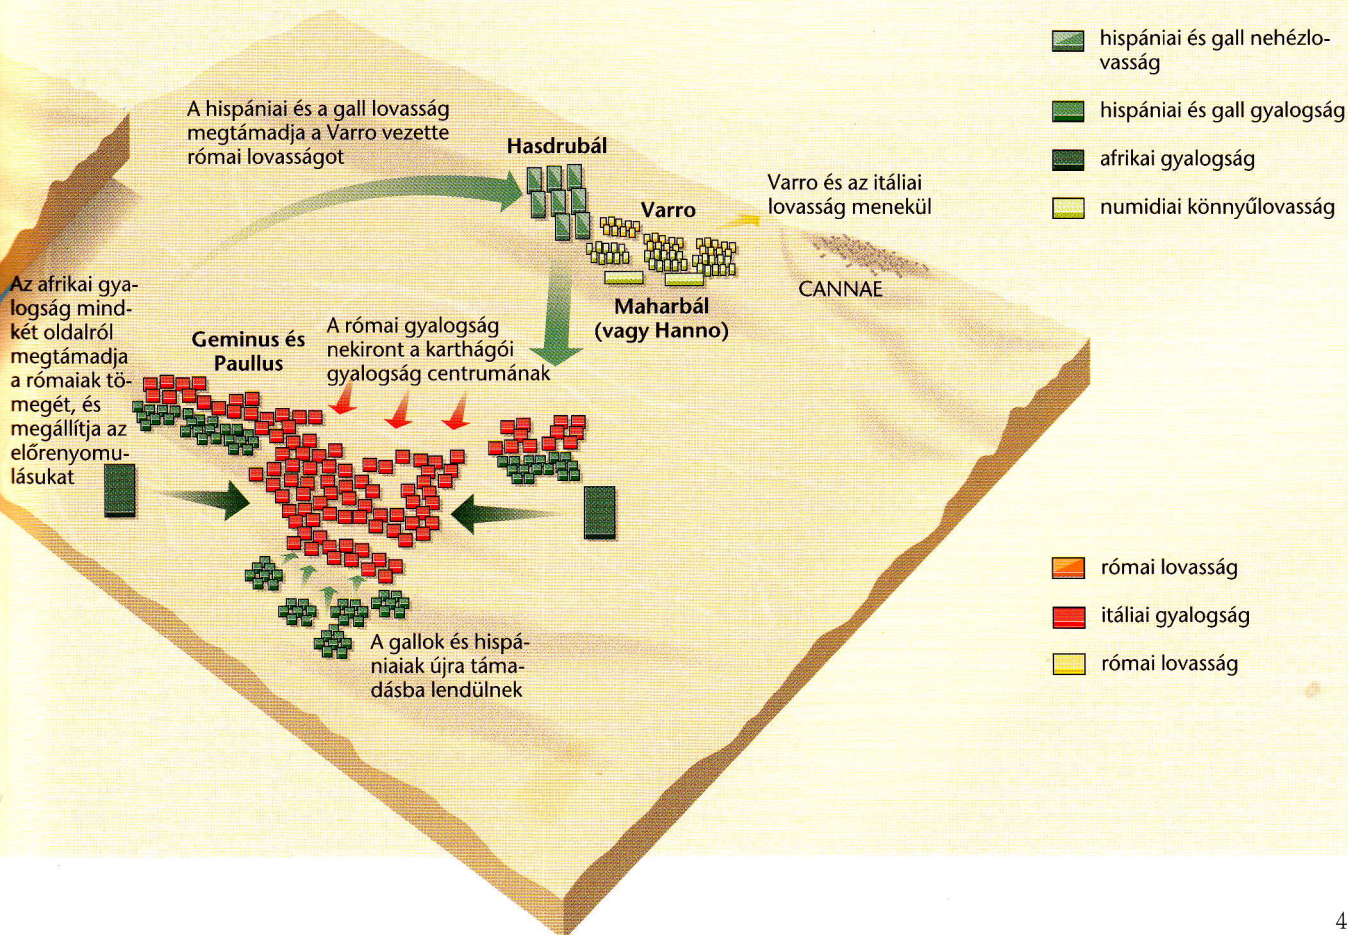 A hispániai és a gall lovasság
megtámadja a Varro vezette
római lovasságot
Hasdrubál
Varro
Varro és az itáliai
lovasság menekül
CANNAE
Maharbál
(vagy Hanno)
Az afrikai gya-
logság mind-
két oldalról
megtámadja
a rómaiak tö-
megét, és
megállítja az
előrenyomu-
lásukat
Geminus és
Paullus
A római gyalogság
nekiront a karthágói
gyalogság centrumának
A gallok és hispá-
niaiak újra táma-
dásba lendülnek
hispániai és gall nehézlo-
vasság
hispániai és gall gyalogság
afrikai gyalogság
numidiai könnyűlovasság
római lovasság
itáliai gyalogság
római lovasság
4